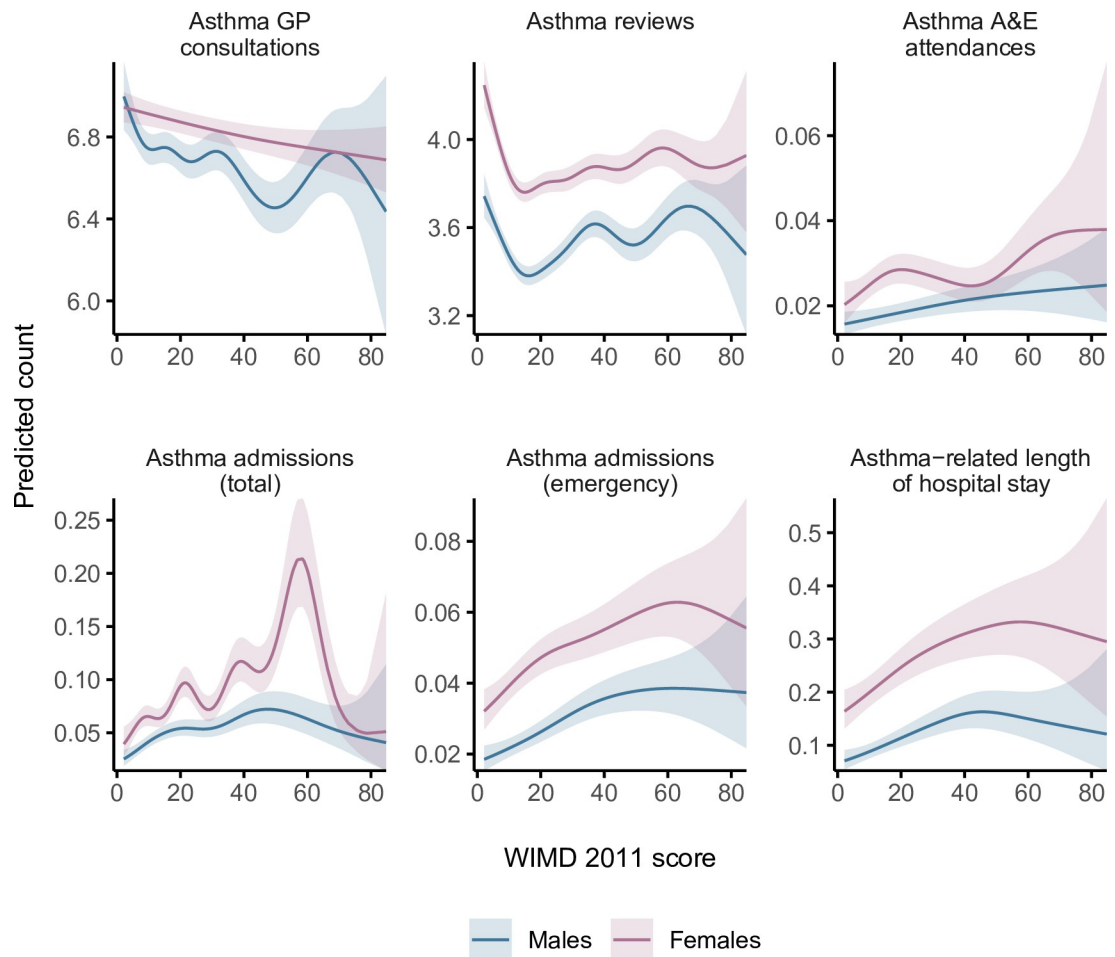 Asthma GP
consultations
Asthma reviews
Asthma A&E
attendances
6.8
6.4
6.0
0 20 40 60 80
4.0
3.6
3.2
0 20 40 60 80
0.06
0.04
0.02
0 20 40 60 80
Predicted count
Asthma admissions
(total)
Asthma admissions
(emergency)
Asthma−related length
of hospital stay
0.25
0.20
0.15
0.10
0.05
0 20 40 60 80
0.08
0.06
0.04
0.02
0 20 40 60 80
0.5
0.4
0.3
0.2
0.1
0 20 40 60 80
WIMD 2011 score
Males Females